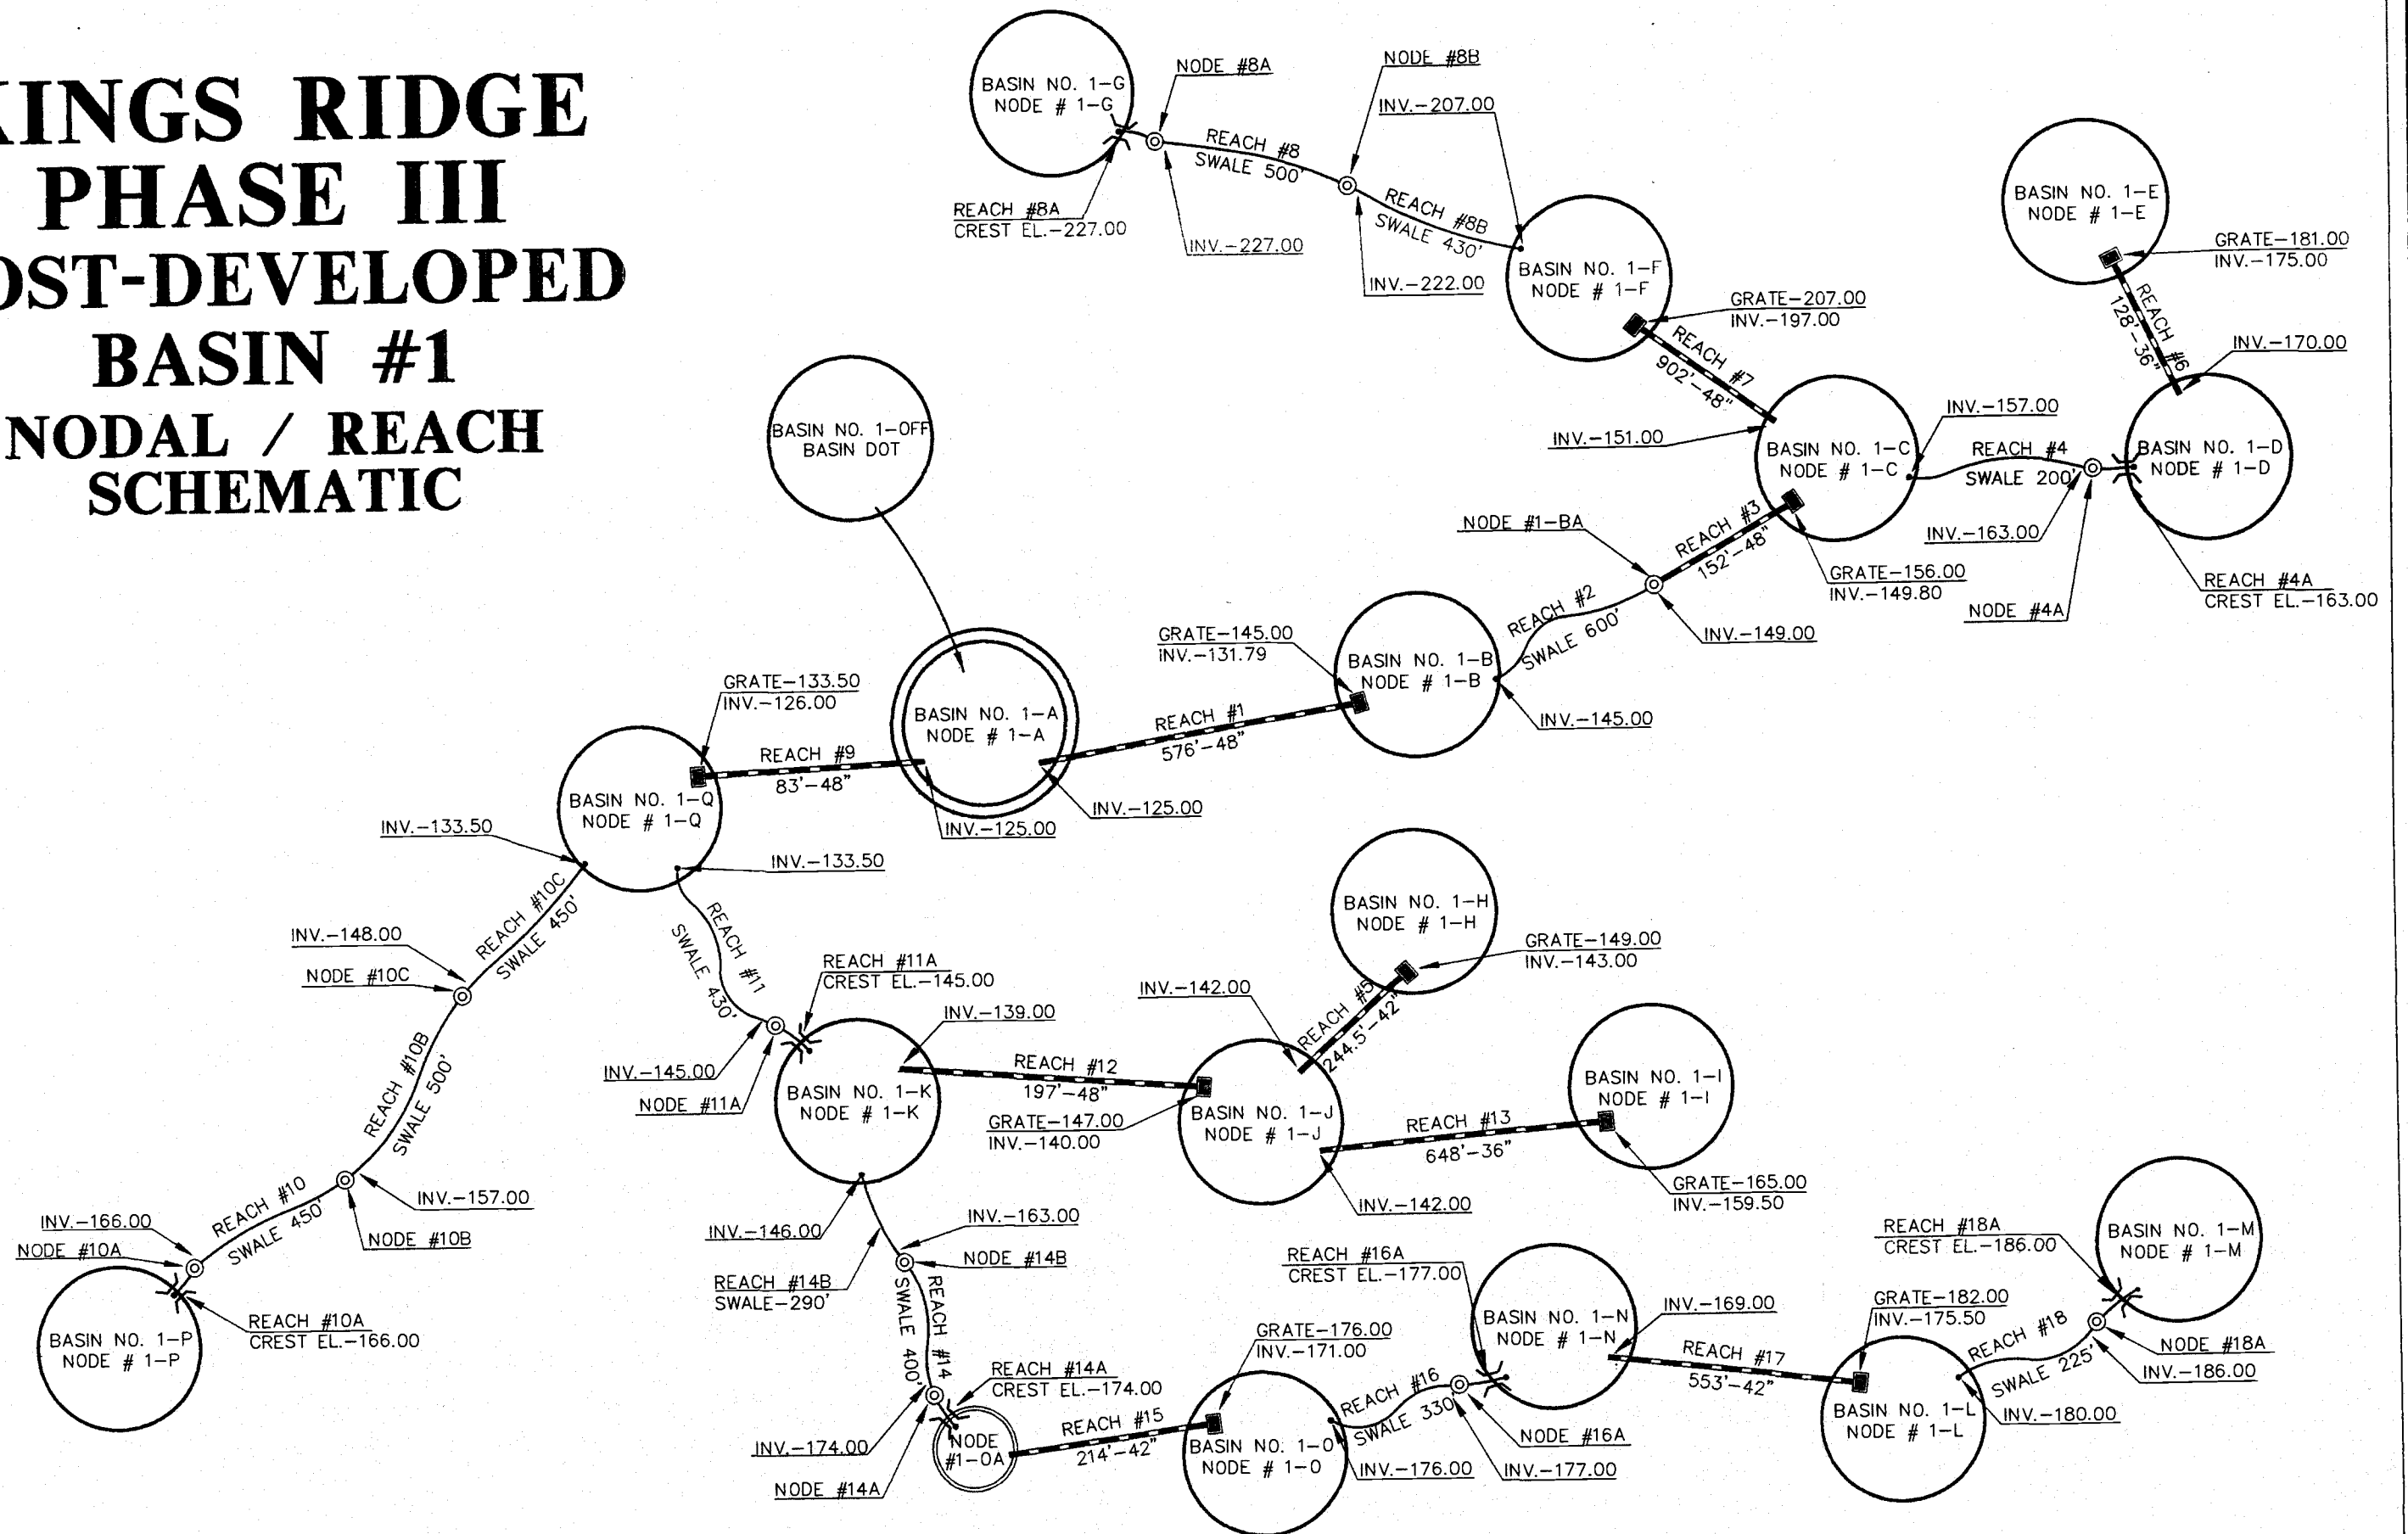 KINGS RIDGE
PHASE III
OST-DEVELOPED
BASIN #1
NODAL / REACH
SCHEMATIC
BASIN NO. 1-G
NODE # 1-G
NODE #8A
NODE #8B
INV.-207.00
REACH #8
SWALE 500'
REACH #8A
CREST EL.-227.00
INV.-227.00
REACH #8B
SWALE 430'
INV.-222.00
BASIN NO. 1-F
NODE # 1-F
GRATE-207.00
INV.-197.00
REACH #7
902'-48"
INV.-151.00
BASIN NO. 1-E
NODE # 1-E
GRATE-181.00
INV.-175.00
REACH #6
128'-36"
INV.-170.00
BASIN NO. 1-D
NODE # 1-D
INV.-157.00
REACH #4
SWALE 200'
INV.-163.00
NODE #4A
REACH #4A
CREST EL.-163.00
BASIN NO. 1-C
NODE # 1-C
GRATE-156.00
INV.-149.80
REACH #3
152'-48"
NODE #1-BA
INV.-149.00
REACH #2
SWALE 600'
INV.-145.00
BASIN NO. 1-B
NODE # 1-B
GRATE-145.00
INV.-131.79
REACH #1
576'-48"
INV.-125.00
BASIN NO. 1-OFF
BASIN DOT
BASIN NO. 1-A
NODE # 1-A
INV.-125.00
REACH #9
83'-48"
GRATE-133.50
INV.-126.00
BASIN NO. 1-Q
NODE # 1-Q
INV.-133.50
INV.-133.50
REACH #10C
SWALE 450'
INV.-148.00
NODE #10C
REACH #10B
SWALE 500'
INV.-157.00
NODE #10B
REACH #10
SWALE 450'
INV.-166.00
NODE #10A
REACH #10A
CREST EL.-166.00
BASIN NO. 1-P
NODE # 1-P
REACH #11
SWALE 430'
REACH #11A
CREST EL.-145.00
INV.-145.00
NODE #11A
INV.-139.00
BASIN NO. 1-K
NODE # 1-K
REACH #12
197'-48"
GRATE-147.00
INV.-140.00
INV.-142.00
BASIN NO. 1-J
NODE # 1-J
REACH #5
244.5'-42"
BASIN NO. 1-H
NODE # 1-H
GRATE-149.00
INV.-143.00
BASIN NO. 1-I
NODE # 1-I
REACH #13
648'-36"
INV.-142.00
GRATE-165.00
INV.-159.50
INV.-146.00
INV.-163.00
NODE #14B
REACH #14B
SWALE-290'
REACH #14
SWALE 400'
REACH #14A
CREST EL.-174.00
INV.-174.00
NODE #14A
NODE
#1-OA
REACH #15
214'-42"
GRATE-176.00
INV.-171.00
BASIN NO. 1-O
NODE # 1-O
REACH #16
SWALE 330'
INV.-176.00
NODE #16A
INV.-177.00
REACH #16A
CREST EL.-177.00
BASIN NO. 1-N
NODE # 1-N
INV.-169.00
REACH #17
553'-42"
GRATE-182.00
INV.-175.50
BASIN NO. 1-L
NODE # 1-L
REACH #18
SWALE 225'
INV.-180.00
REACH #18A
CREST EL.-186.00
BASIN NO. 1-M
NODE # 1-M
NODE #18A
INV.-186.00